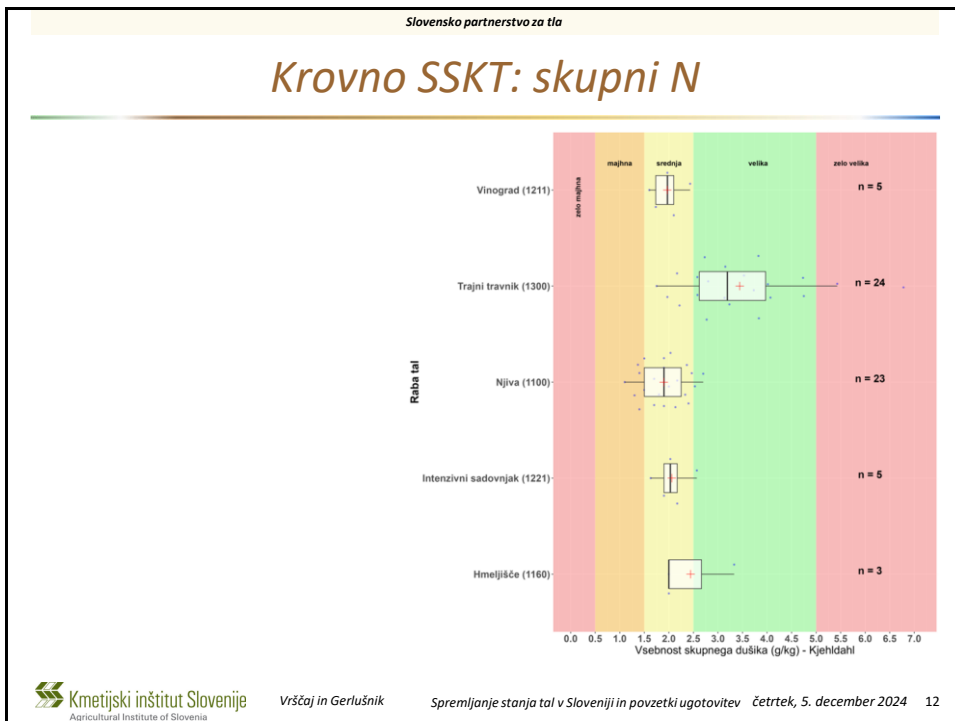 Slovensko partnerstvo za tla
Krovno SSKT: skupni N
zelo majhna
majhna
srednja
velika
zelo velika
Vinograd (1211)
n = 5
Trajni travnik (1300)
n = 24
Raba tal
Njiva (1100)
n = 23
Intenzivni sadovnjak (1221)
n = 5
Hmeljišče (1160)
n = 3
0.0 0.5 1.0 1.5 2.0 2.5 3.0 3.5 4.0 4.5 5.0 5.5 6.0 6.5 7.0
Vsebnost skupnega dušika (g/kg) - Kjehldahl
Kmetijski inštitut Slovenije
Agricultural Institute of Slovenia
Vrščaj in Gerlušnik
Spremljanje stanja tal v Sloveniji in povzetki ugotovitev
četrtek, 5. december 2024
12